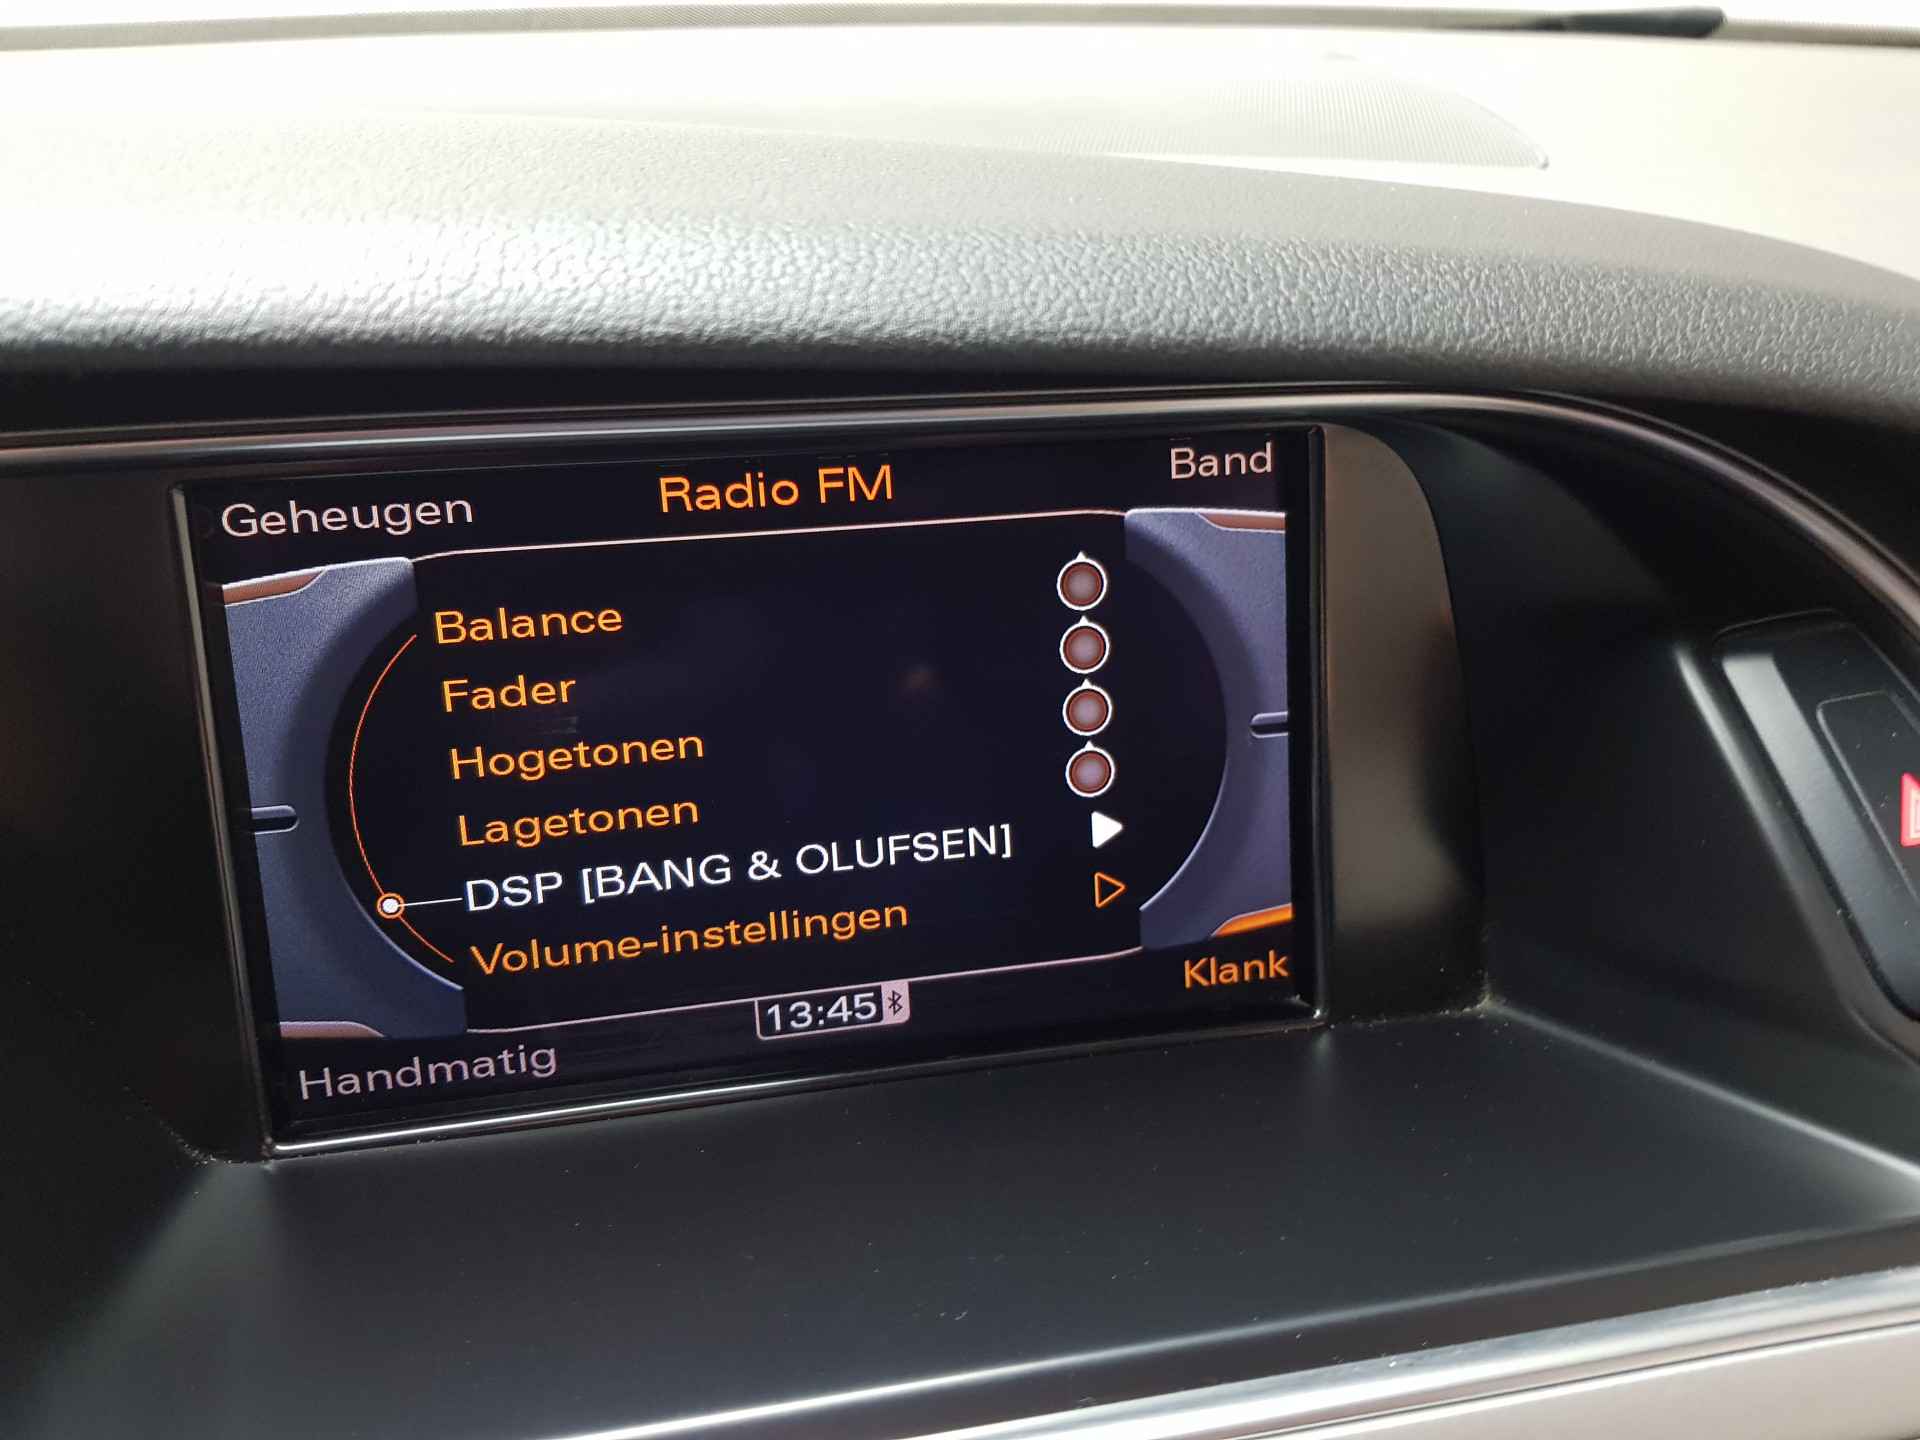 Geheugen
Radio FM
Band
Balance
Fader
Hogetonen
Lagetonen
DSP [BANG & OLUFSEN]
Volume-instellingen
Klank
13:45
Handmatig